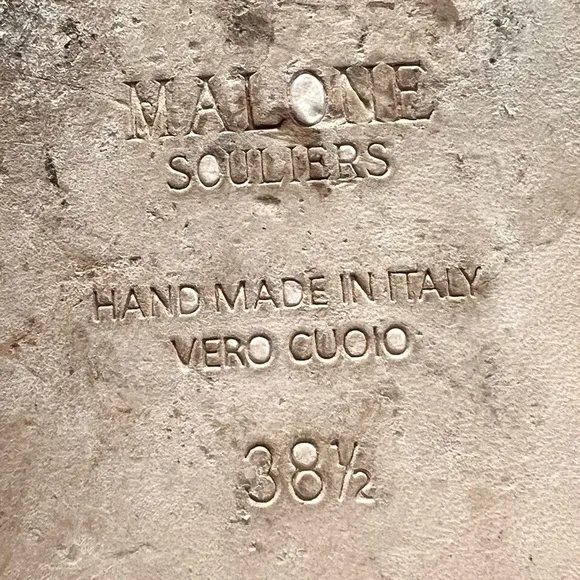 MALONE
SOULIERS
HAND MADE IN ITALY
VERO CUOIO
38½